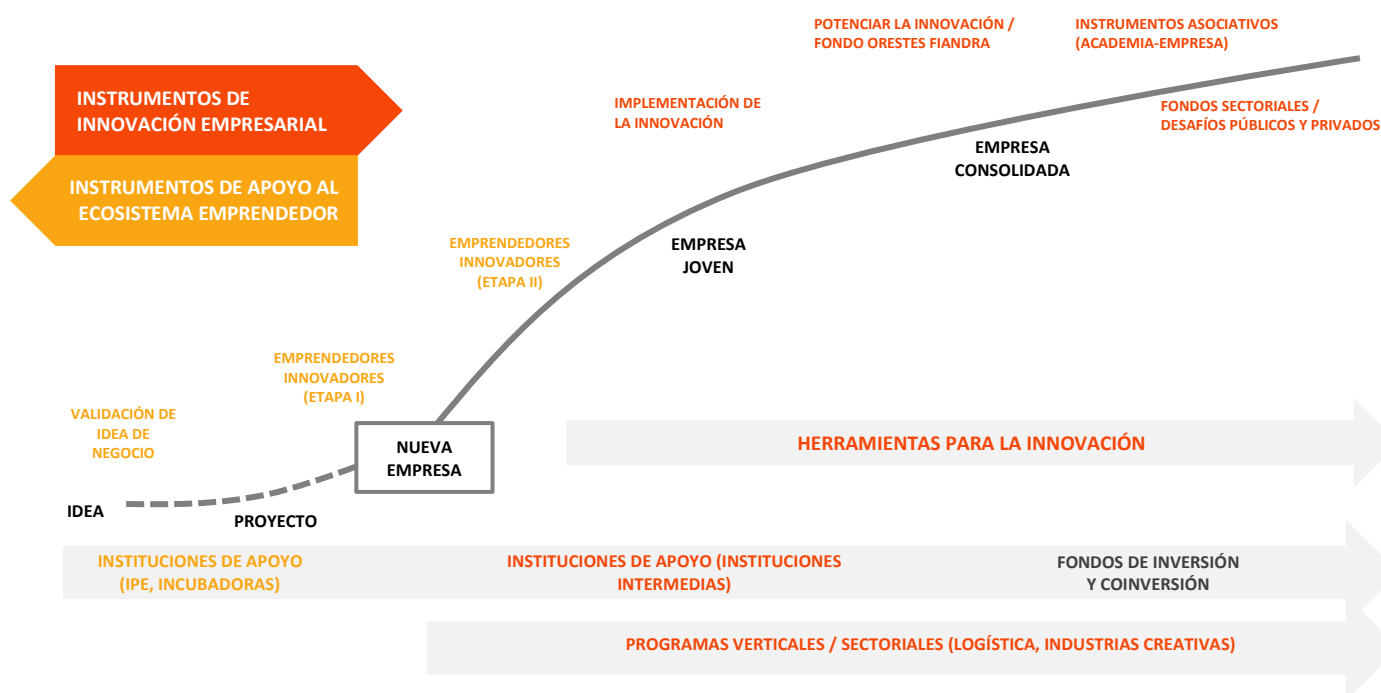 POTENCIAR LA INNOVACIÓN /
FONDO ORESTES FIANDRA
INSTRUMENTOS ASOCIATIVOS
(ACADEMIA-EMPRESA)
INSTRUMENTOS DE
INNOVACIÓN EMPRESARIAL
IMPLEMENTACIÓN DE
LA INNOVACIÓN
FONDOS SECTORIALES /
DESAFÍOS PÚBLICOS Y PRIVADOS
EMPRESA
CONSOLIDADA
INSTRUMENTOS DE APOYO AL
ECOSISTEMA EMPRENDEDOR
EMPRENDEDORES
INNOVADORES
(ETAPA II)
EMPRESA
JOVEN
EMPRENDEDORES
INNOVADORES
(ETAPA I)
VALIDACIÓN DE
IDEA DE
NEGOCIO
NUEVA
EMPRESA
HERRAMIENTAS PARA LA INNOVACIÓN
IDEA
PROYECTO
INSTITUCIONES DE APOYO
(IPE, INCUBADORAS)
INSTITUCIONES DE APOYO (INSTITUCIONES
INTERMEDIAS)
FONDOS DE INVERSIÓN
Y COINVERSIÓN
PROGRAMAS VERTICALES / SECTORIALES (LOGÍSTICA, INDUSTRIAS CREATIVAS)